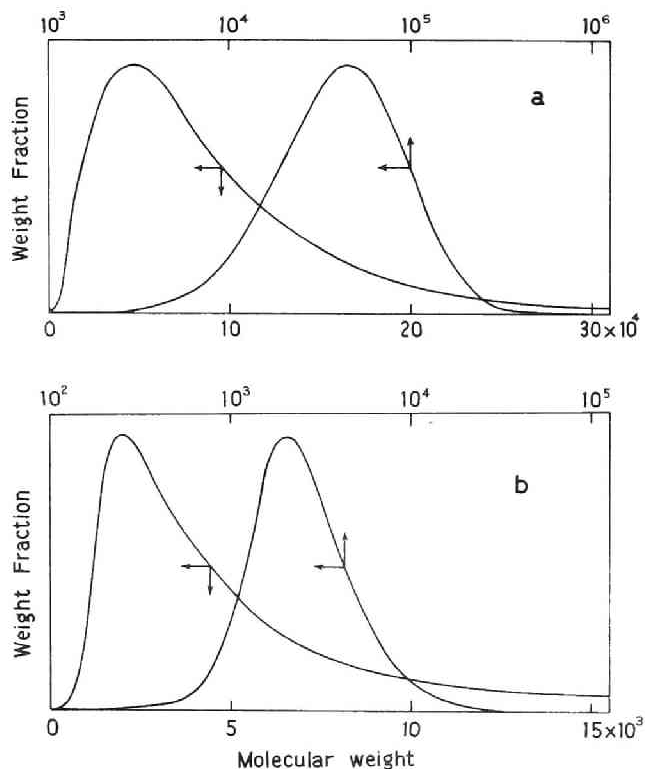 10³ 10⁴ 10⁵ 10⁶
a
Weight Fraction
0 10 20 30×10⁴
10² 10³ 10⁴ 10⁵
b
Weight Fraction
0 5 10 15×10³
Molecular weight